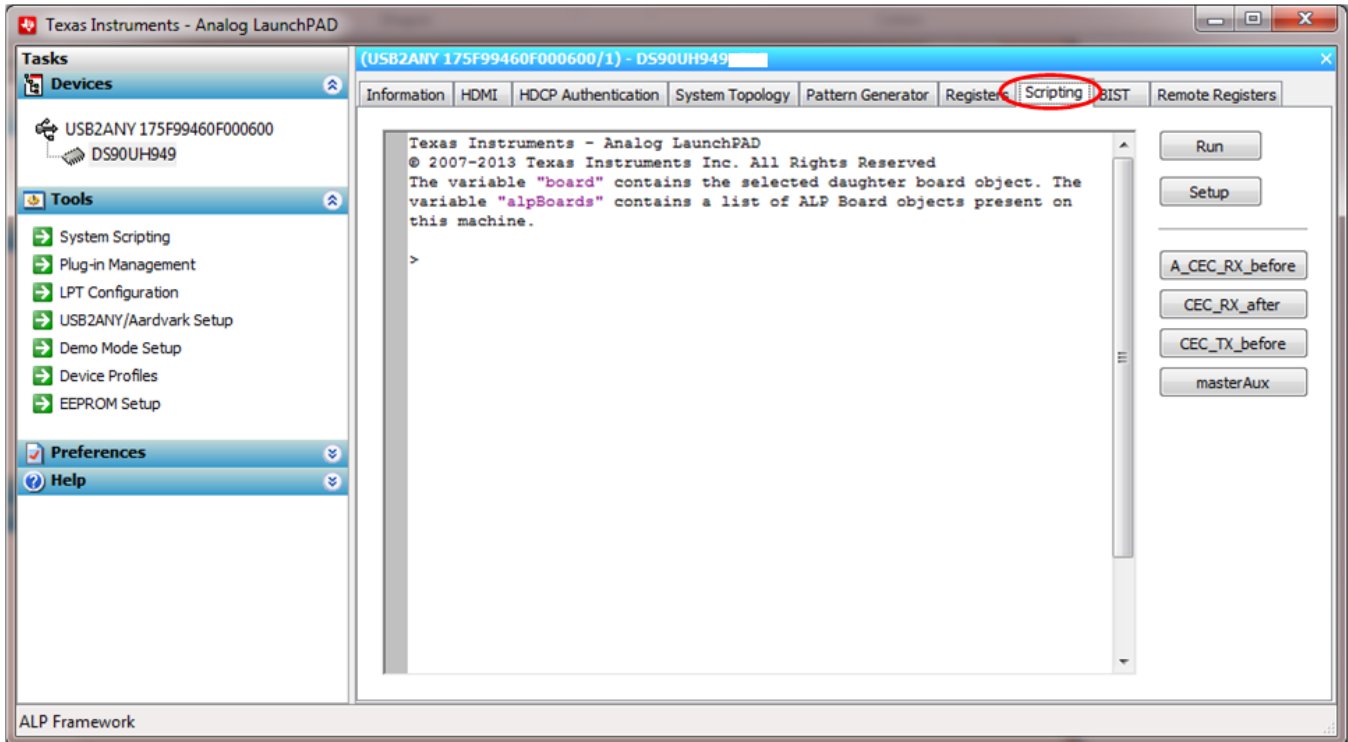 Texas Instruments - Analog LaunchPAD
Tasks
Devices
USB2ANY 175F99460F000600
DS90UH949
Tools
System Scripting
Plug-in Management
LPT Configuration
USB2ANY/Aardvark Setup
Demo Mode Setup
Device Profiles
EEPROM Setup
Preferences
Help
(USB2ANY 175F99460F000600/1) - DS90UH949
Information HDMI HDCP Authentication System Topology Pattern Generator Registers Scripting BIST Remote Registers
Texas Instruments - Analog LaunchPAD
© 2007-2013 Texas Instruments Inc. All Rights Reserved
The variable "board" contains the selected daughter board object. The
variable "alpBoards" contains a list of ALP Board objects present on
this machine.
>
Run
Setup
A_CEC_RX_before
CEC_RX_after
CEC_TX_before
masterAux
ALP Framework